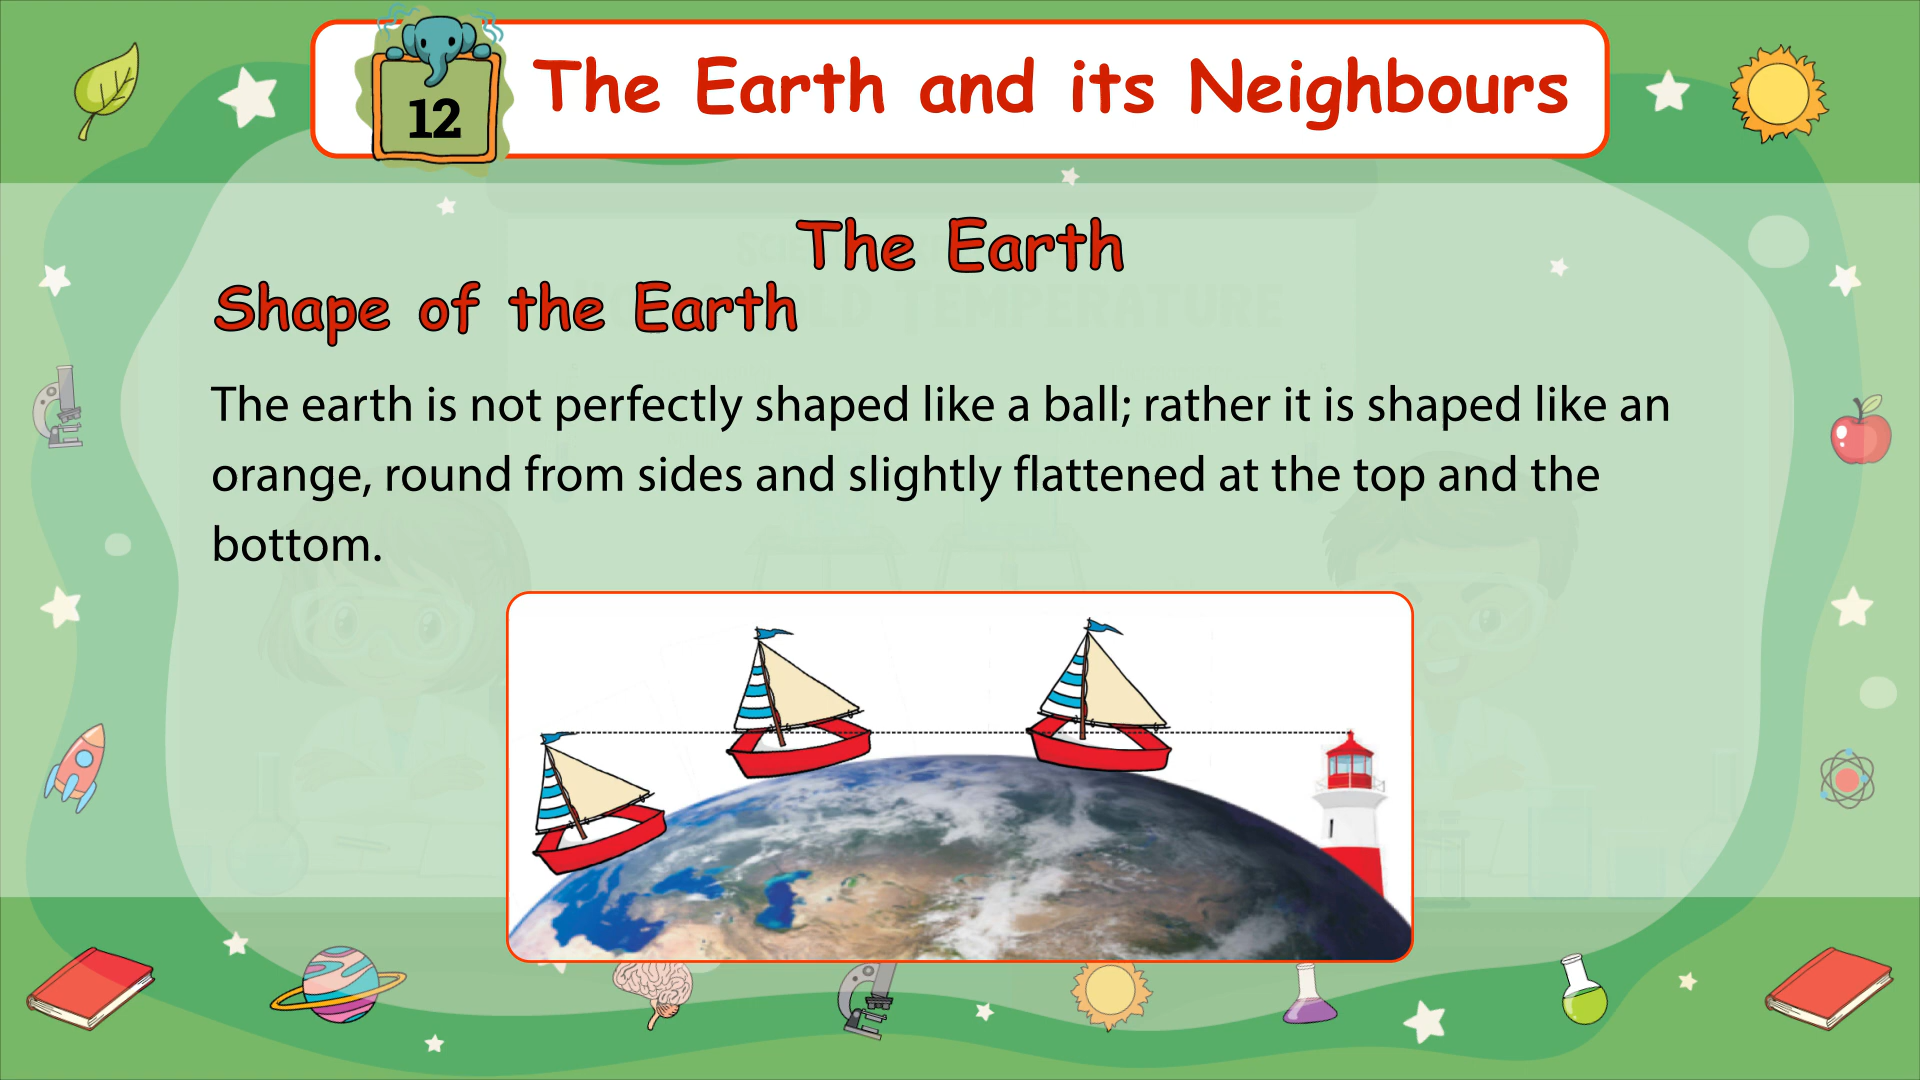 12
The Earth and its Neighbours
The Earth
Shape of the Earth
The earth is not perfectly shaped like a ball; rather it is shaped like an
orange, round from sides and slightly flattened at the top and the
bottom.